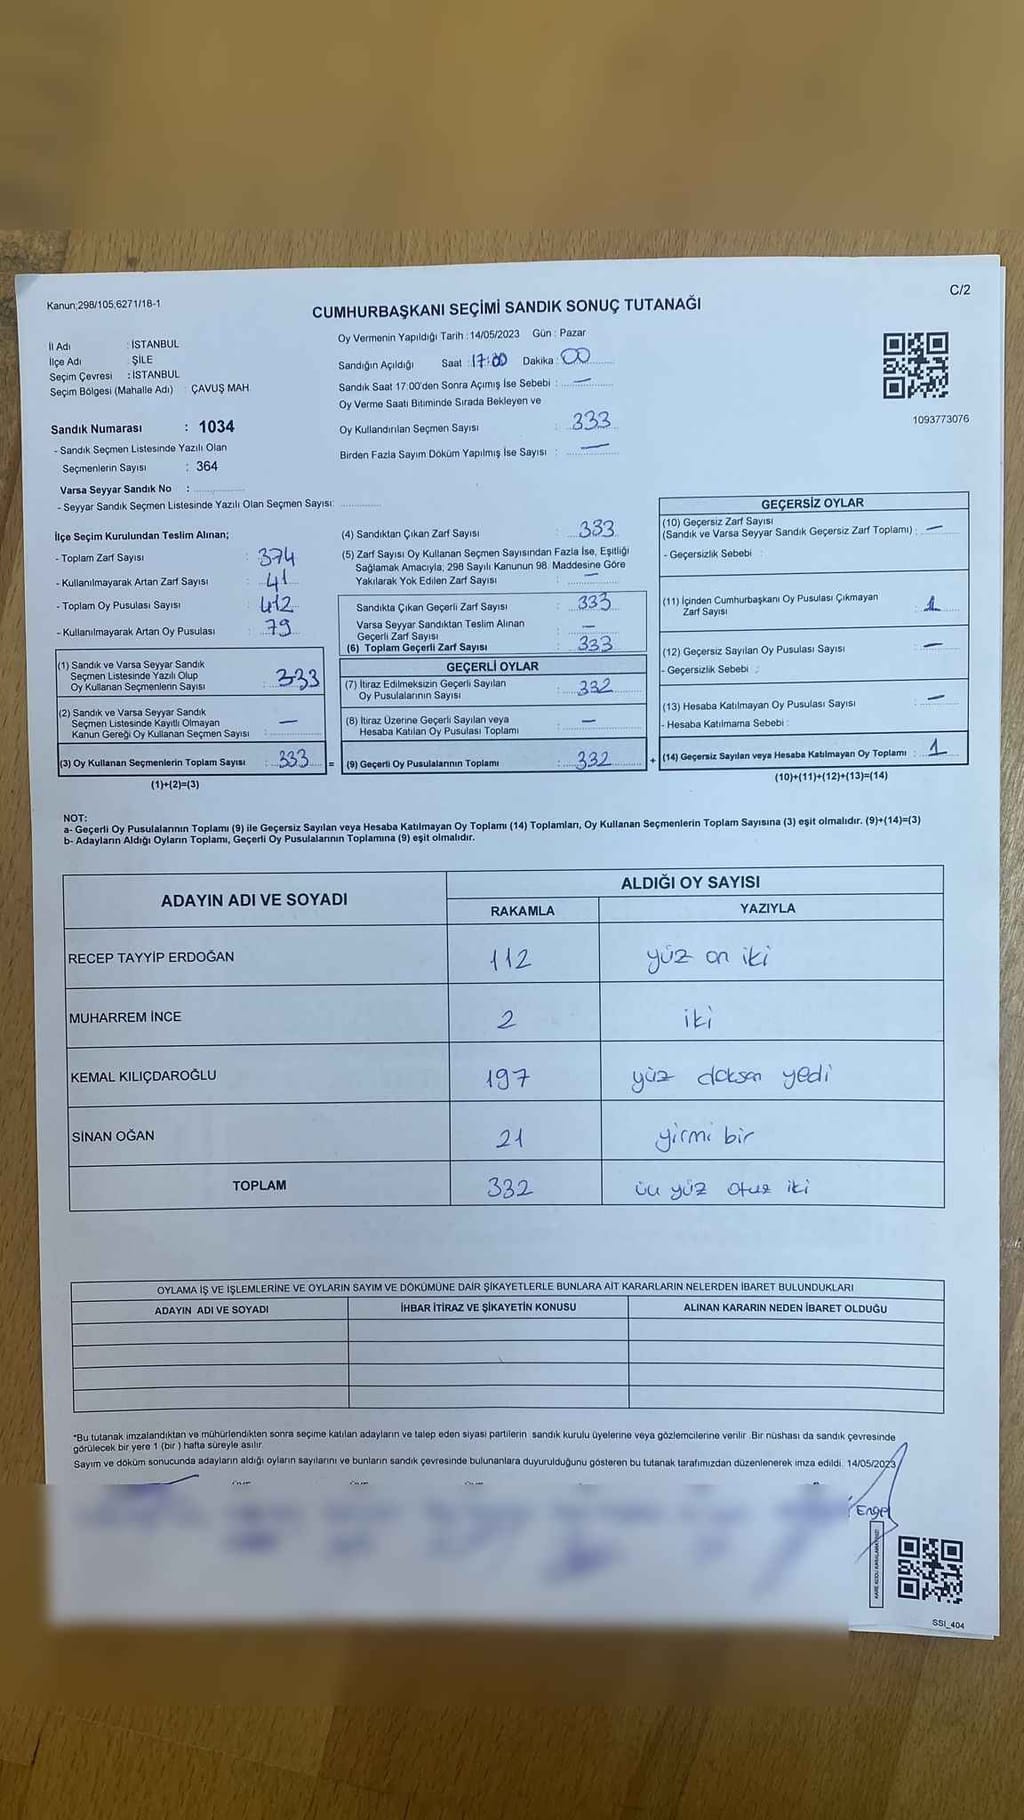 Kanun;298/105,6271/18-1
C/2
CUMHURBAŞKANI SEÇİMİ SANDIK SONUÇ TUTANAĞI
İl Adı : İSTANBUL
İlçe Adı ŞİLE
Seçim Çevresi : İSTANBUL
Seçim Bölgesi (Mahalle Adı) : ÇAVUŞ MAH
Sandık Numarası : 1034
- Sandık Seçmen Listesinde Yazılı Olan
Seçmenlerin Sayısı : 364
Varsa Seyyar Sandık No :
- Seyyar Sandık Seçmen Listesinde Yazılı Olan Seçmen Sayısı:
Oy Vermenin Yapıldığı Tarih : 14/05/2023 Gün : Pazar
Sandığın Açıldığı Saat : 17:00 Dakika : 00
Sandık Saat 17:00'den Sonra Açımış İse Sebebi : —
Oy Verme Saati Bitiminde Sırada Bekleyen ve
Oy Kullandırılan Seçmen Sayısı : 333
Birden Fazla Sayım Döküm Yapılmış İse Sayısı : —
1093773076
İlçe Seçim Kurulundan Teslim Alınan;
- Toplam Zarf Sayısı : 374
- Kullanılmayarak Artan Zarf Sayısı : 41
- Toplam Oy Pusulası Sayısı : 412
- Kullanılmayarak Artan Oy Pusulası : 79
(1) Sandık ve Varsa Seyyar Sandık
Seçmen Listesinde Yazılı Olup
Oy Kullanan Seçmenlerin Sayısı : 333
(2) Sandık ve Varsa Seyyar Sandık
Seçmen Listesinde Kayıtlı Olmayan
Kanun Gereği Oy Kullanan Seçmen Sayısı : —
(3) Oy Kullanan Seçmenlerin Toplam Sayısı : 333
(1)+(2)=(3)
=
(4) Sandıktan Çıkan Zarf Sayısı : 333
(5) Zarf Sayısı Oy Kullanan Seçmen Sayısından Fazla İse, Eşitliği
Sağlamak Amacıyla; 298 Sayılı Kanunun 98. Maddesine Göre
Yakılarak Yok Edilen Zarf Sayısı : —
Sandıkta Çıkan Geçerli Zarf Sayısı : 333
Varsa Seyyar Sandıktan Teslim Alınan
Geçerli Zarf Sayısı : —
(6) Toplam Geçerli Zarf Sayısı : 333
GEÇERLİ OYLAR
(7) İtiraz Edilmeksizin Geçerli Sayılan
Oy Pusulalarının Sayısı : 332
(8) İtiraz Üzerine Geçerli Sayılan veya
Hesaba Katılan Oy Pusulası Toplamı : —
(9) Geçerli Oy Pusulalarının Toplamı : 332
+
GEÇERSİZ OYLAR
(10) Geçersiz Zarf Sayısı
(Sandık ve Varsa Seyyar Sandık Geçersiz Zarf Toplamı) : —
- Geçersizlik Sebebi :
(11) İçinden Cumhurbaşkanı Oy Pusulası Çıkmayan
Zarf Sayısı : 1
(12) Geçersiz Sayılan Oy Pusulası Sayısı : —
- Geçersizlik Sebebi :
(13) Hesaba Katılmayan Oy Pusulası Sayısı : —
- Hesaba Katılmama Sebebi :
(14) Geçersiz Sayılan veya Hesaba Katılmayan Oy Toplamı : 1
(10)+(11)+(12)+(13)=(14)
NOT:
a- Geçerli Oy Pusulalarının Toplamı (9) ile Geçersiz Sayılan veya Hesaba Katılmayan Oy Toplamı (14) Toplamları, Oy Kullanan Seçmenlerin Toplam Sayısına (3) eşit olmalıdır. (9)+(14)=(3)
b- Adayların Aldığı Oyların Toplamı, Geçerli Oy Pusulalarının Toplamına (9) eşit olmalıdır.
ADAYIN ADI VE SOYADI
ALDIĞI OY SAYISI
RAKAMLA YAZIYLA
RECEP TAYYİP ERDOĞAN 112 yüz on iki
MUHARREM İNCE 2 iki
KEMAL KILIÇDAROĞLU 197 yüz doksan yedi
SİNAN OĞAN 21 yirmi bir
TOPLAM 332 üç yüz otuz iki
OYLAMA İŞ VE İŞLEMLERİNE VE OYLARIN SAYIM VE DÖKÜMÜNE DAİR ŞİKAYETLERLE BUNLARA AİT KARARLARIN NELERDEN İBARET BULUNDUKLARI
ADAYIN ADI VE SOYADI İHBAR İTİRAZ VE ŞİKAYETİN KONUSU ALINAN KARARIN NEDEN İBARET OLDUĞU
*Bu tutanak imzalandıktan ve mühürlendikten sonra seçime katılan adayların ve talep eden siyasi partilerin sandık kurulu üyelerine veya gözlemcilerine verilir. Bir nüshası da sandık çevresinde
görülecek bir yere 1 (bir ) hafta süreyle asılır.
Sayım ve döküm sonucunda adayların aldığı oyların sayılarını ve bunların sandık çevresinde bulunanlara duyurulduğunu gösteren bu tutanak tarafımızdan düzenlenerek imza edildi. 14/05/2023
SSI_404